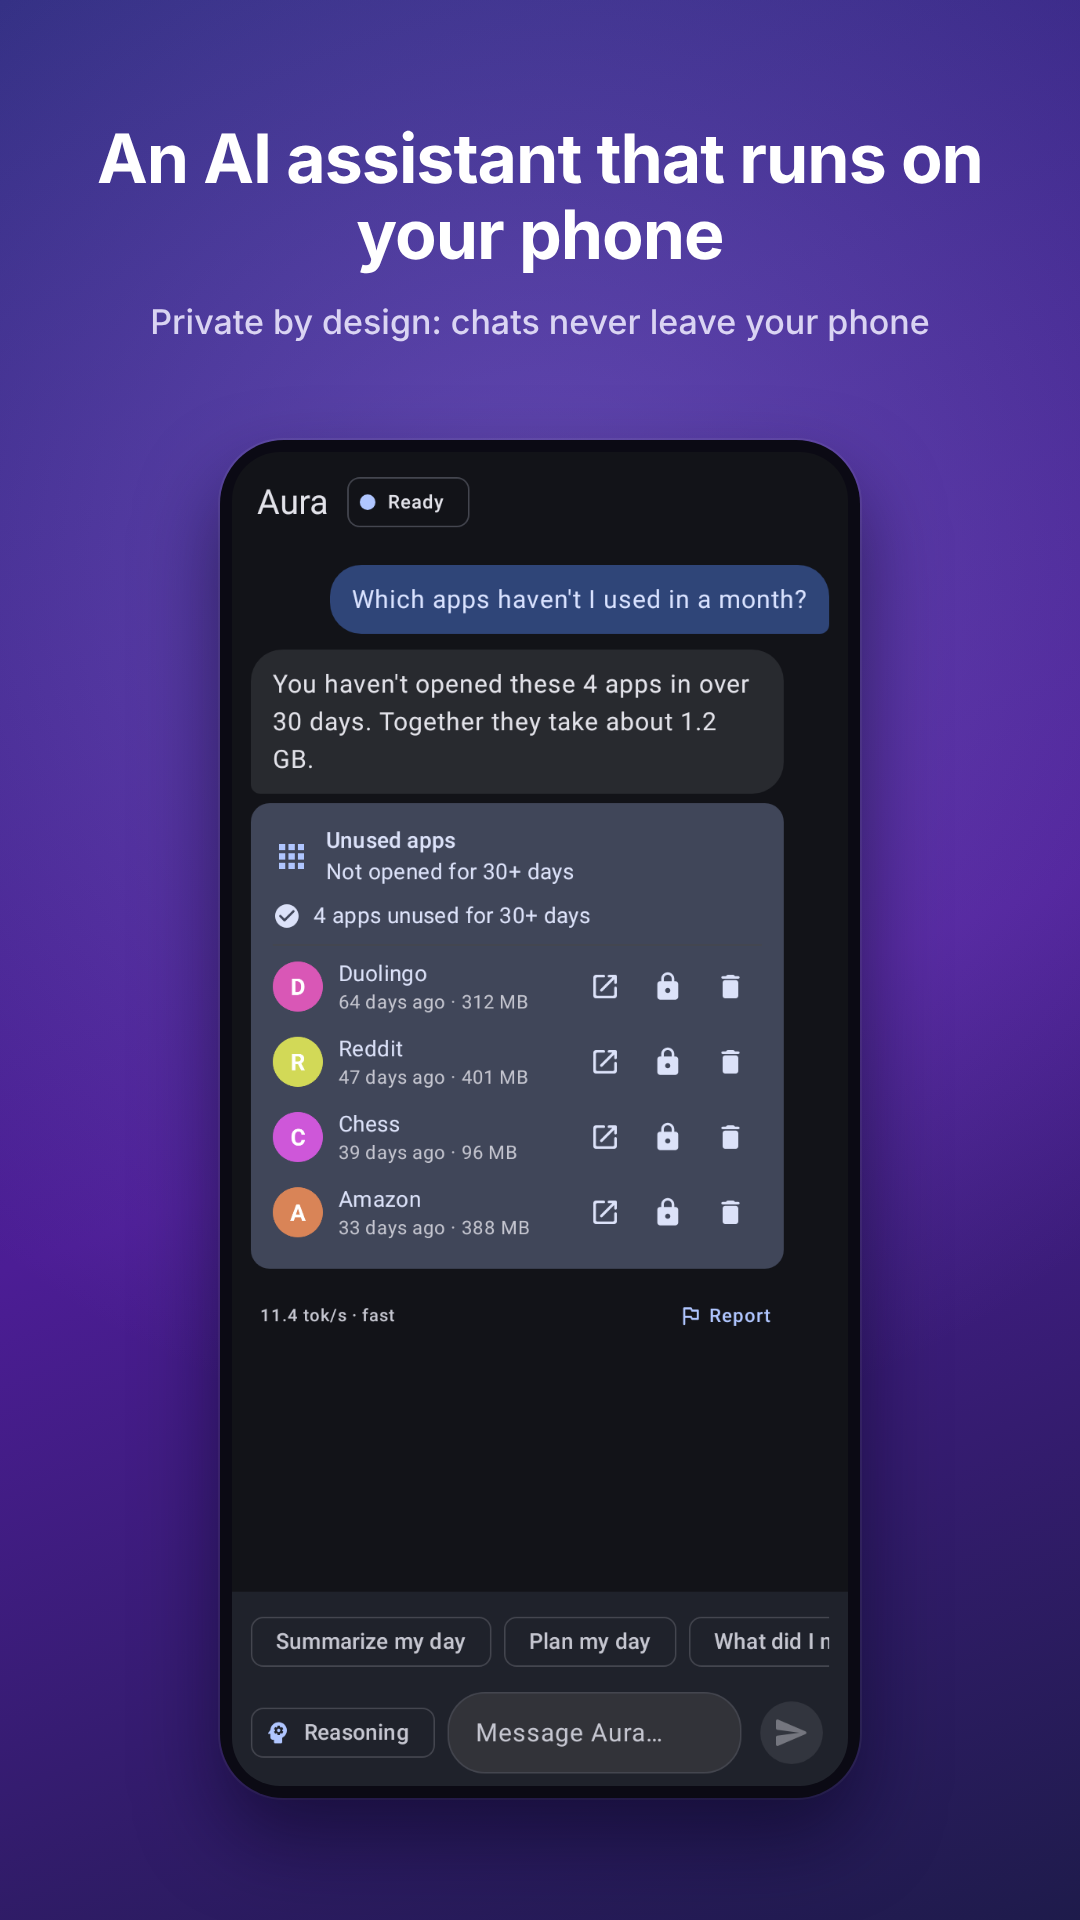 An AI assistant that runs on
your phone
Private by design: chats never leave your phone
Aura
Ready
Which apps haven't I used in a month?
You haven't opened these 4 apps in over
30 days. Together they take about 1.2
GB.
Unused apps
Not opened for 30+ days
4 apps unused for 30+ days
D
Duolingo
64 days ago · 312 MB
R
Reddit
47 days ago · 401 MB
C
Chess
39 days ago · 96 MB
A
Amazon
33 days ago · 388 MB
11.4 tok/s · fast
Report
Summarize my day
Plan my day
What did I
Reasoning
Message Aura…